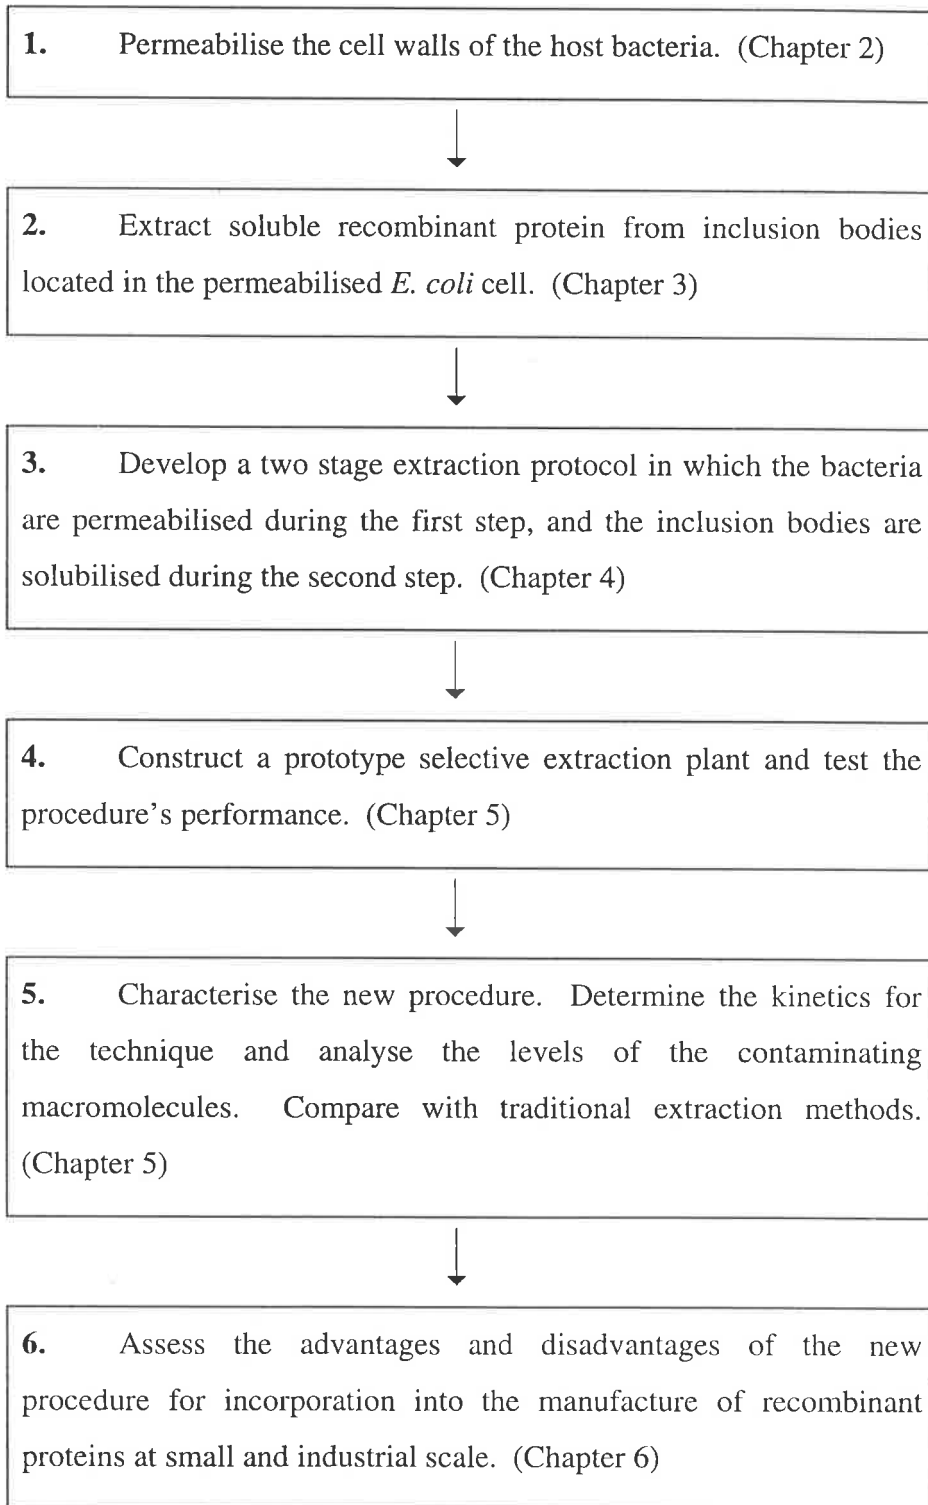 1. Permeabilise the cell walls of the host bacteria. (Chapter 2)
2. Extract soluble recombinant protein from inclusion bodies
located in the permeabilised E. coli cell. (Chapter 3)
3. Develop a two stage extraction protocol in which the bacteria
are permeabilised during the first step, and the inclusion bodies are
solubilised during the second step. (Chapter 4)
4. Construct a prototype selective extraction plant and test the
procedure's performance. (Chapter 5)
5. Characterise the new procedure. Determine the kinetics for
the technique and analyse the levels of the contaminating
macromolecules. Compare with traditional extraction methods.
(Chapter 5)
6. Assess the advantages and disadvantages of the new
procedure for incorporation into the manufacture of recombinant
proteins at small and industrial scale. (Chapter 6)